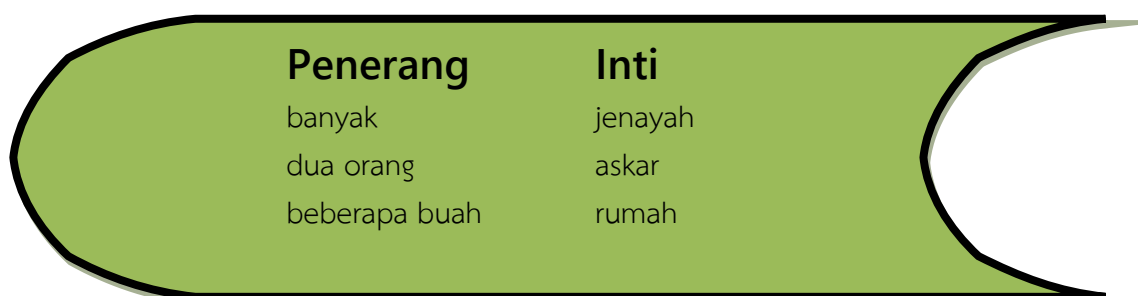 Penerang Inti
banyak jenayah
dua orang askar
beberapa buah rumah